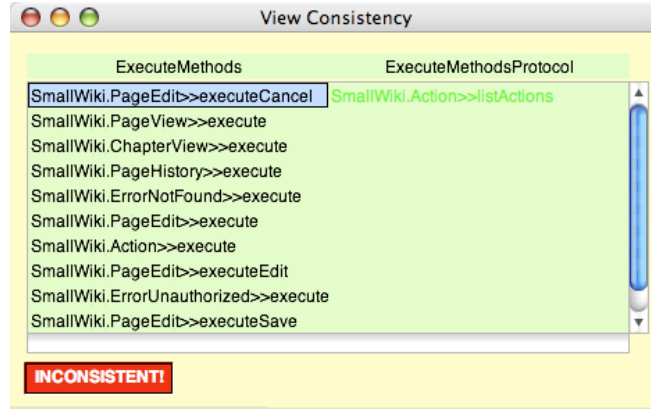 View Consistency
ExecuteMethods ExecuteMethodsProtocol
SmallWiki.PageEdit>>executeCancel SmallWiki.Action>>listActions
SmallWiki.PageView>>execute
SmallWiki.ChapterView>>execute
SmallWiki.PageHistory>>execute
SmallWiki.ErrorNotFound>>execute
SmallWiki.PageEdit>>execute
SmallWiki.Action>>execute
SmallWiki.PageEdit>>executeEdit
SmallWiki.ErrorUnauthorized>>execute
SmallWiki.PageEdit>>executeSave
INCONSISTENT!